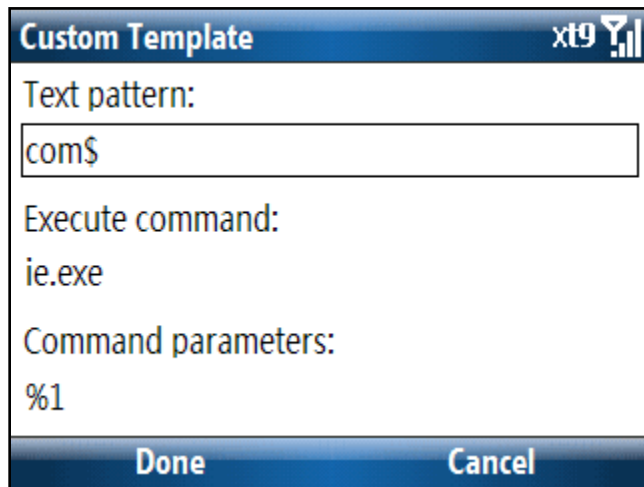 Custom Template xt9
Text pattern:
com$
Execute command:
ie.exe
Command parameters:
%1
Done Cancel